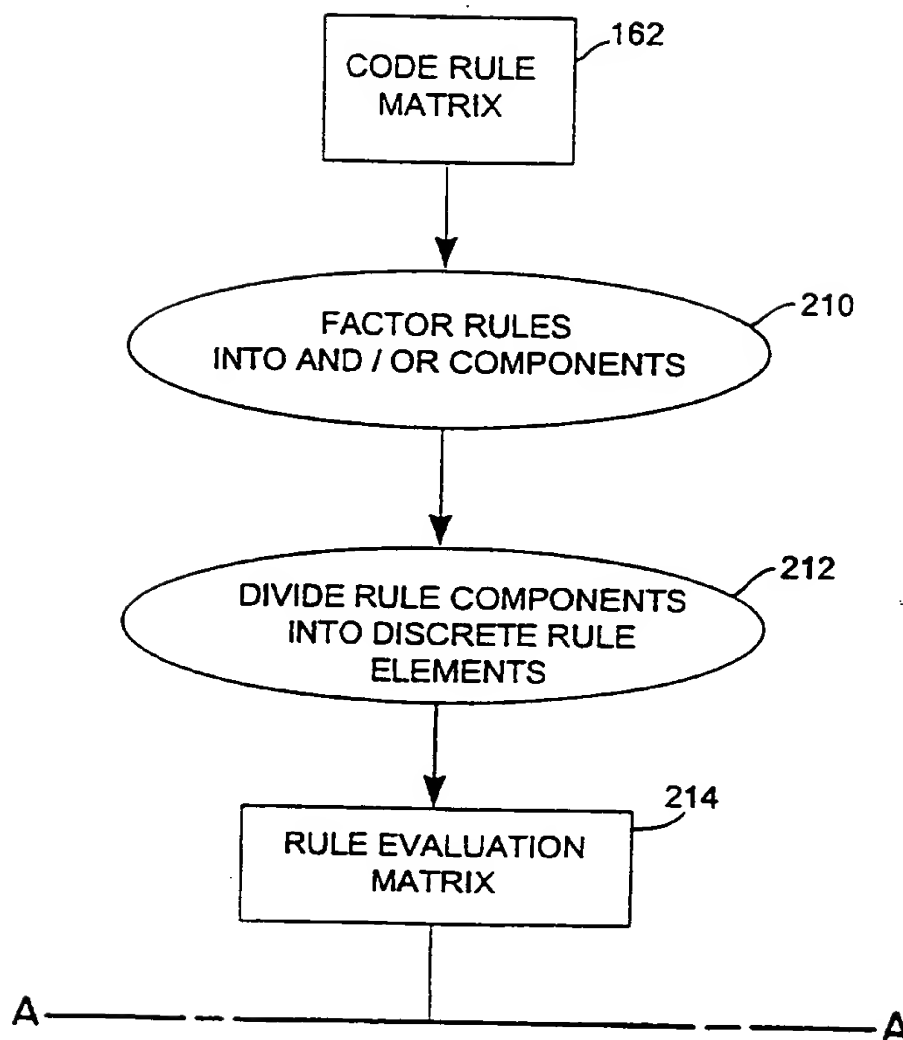 162
CODE RULE
MATRIX
210
FACTOR RULES
INTO AND / OR COMPONENTS
212
DIVIDE RULE COMPONENTS
INTO DISCRETE RULE
ELEMENTS
214
RULE EVALUATION
MATRIX
A A